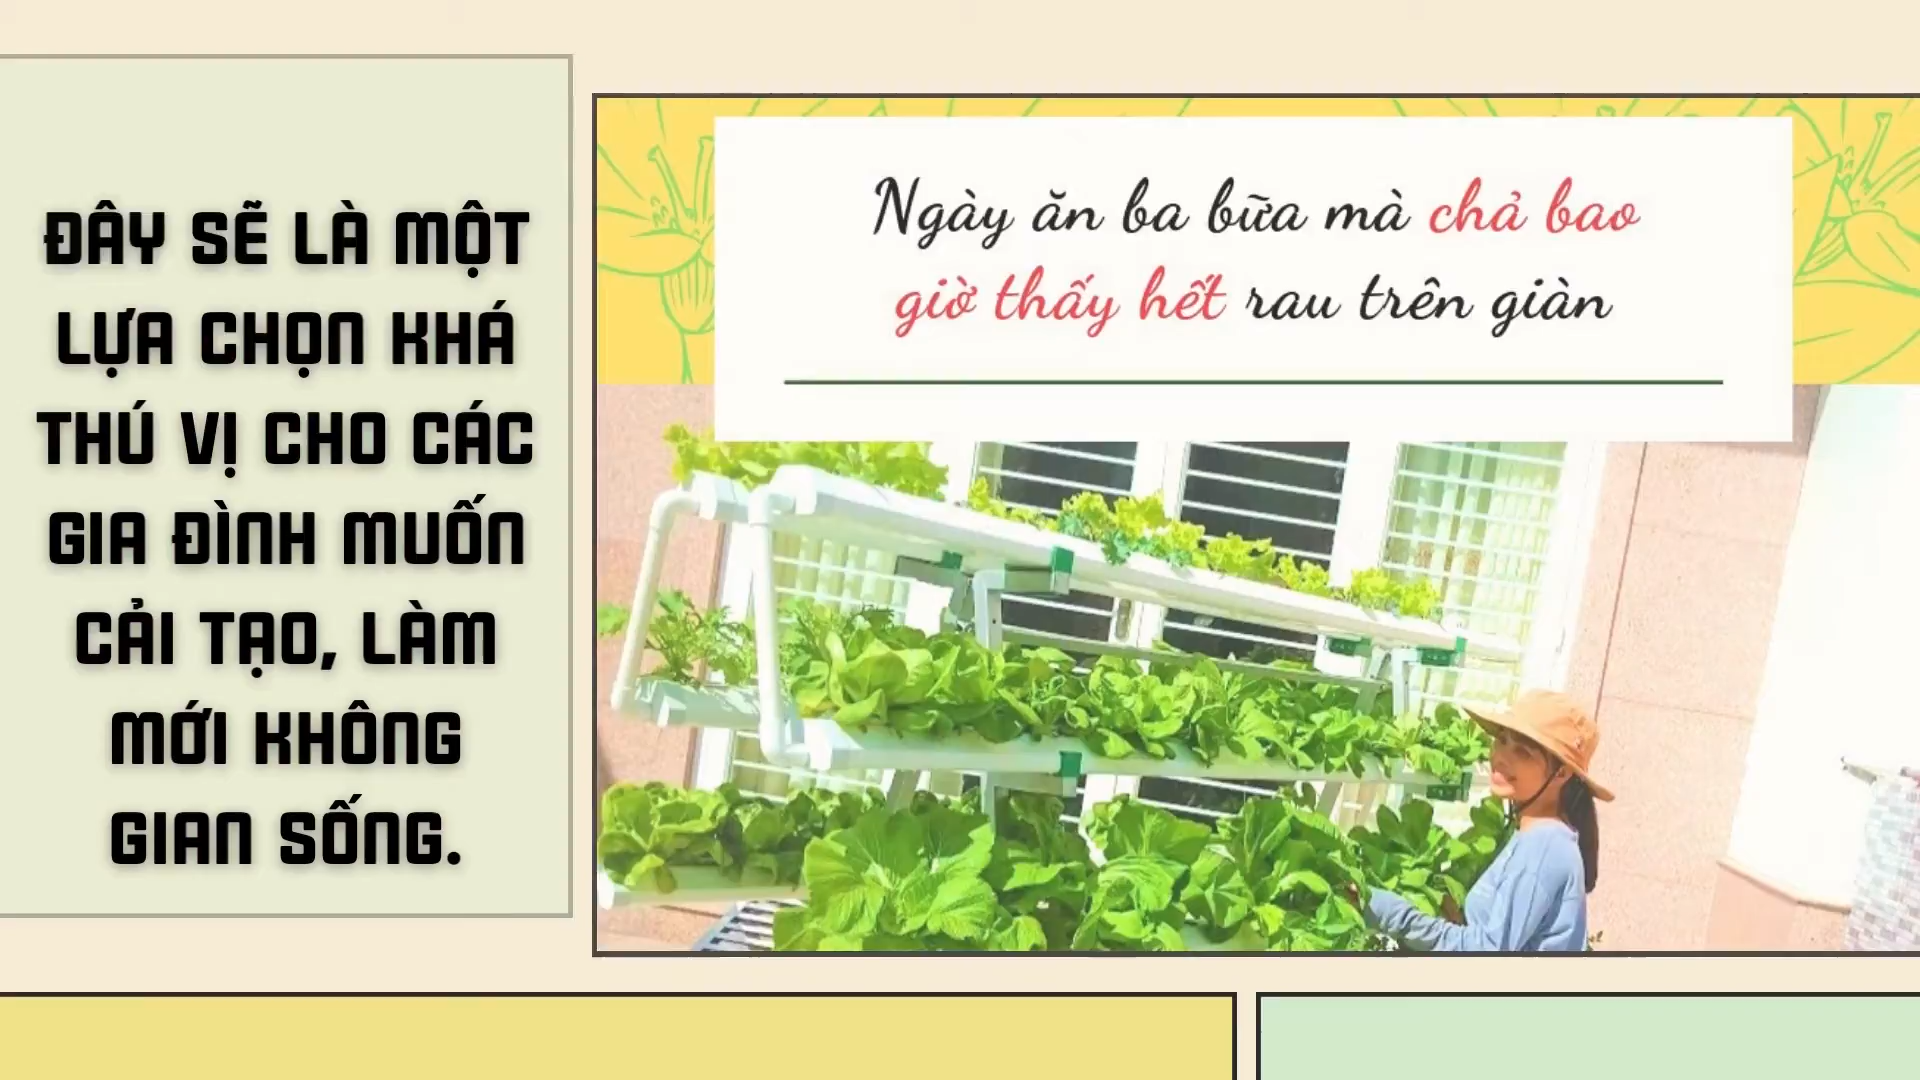 ĐÂY SẼ LÀ MỘT
LỰA CHỌN KHÁ
THÚ VỊ CHO CÁC
GIA ĐÌNH MUỐN
CẢI TẠO, LÀM
MỚI KHÔNG
GIAN SỐNG.
Ngày ăn ba bữa mà chả bao
giờ thấy hết rau trên giàn